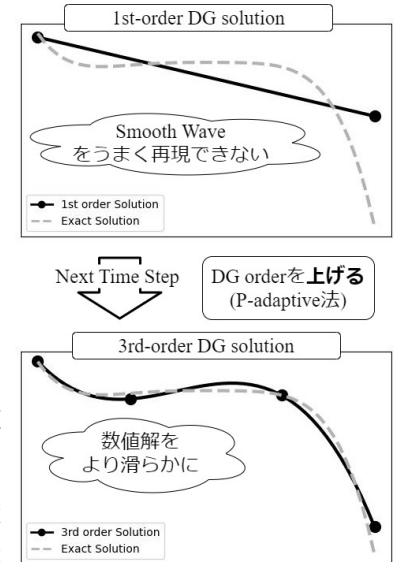 1st-order DG solution
Smooth Wave
をうまく再現できない
1st order Solution
Exact Solution
Next Time Step
DG orderを上げる
(P-adaptive法)
3rd-order DG solution
数値解を
より滑らかに
3rd order Solution
Exact Solution